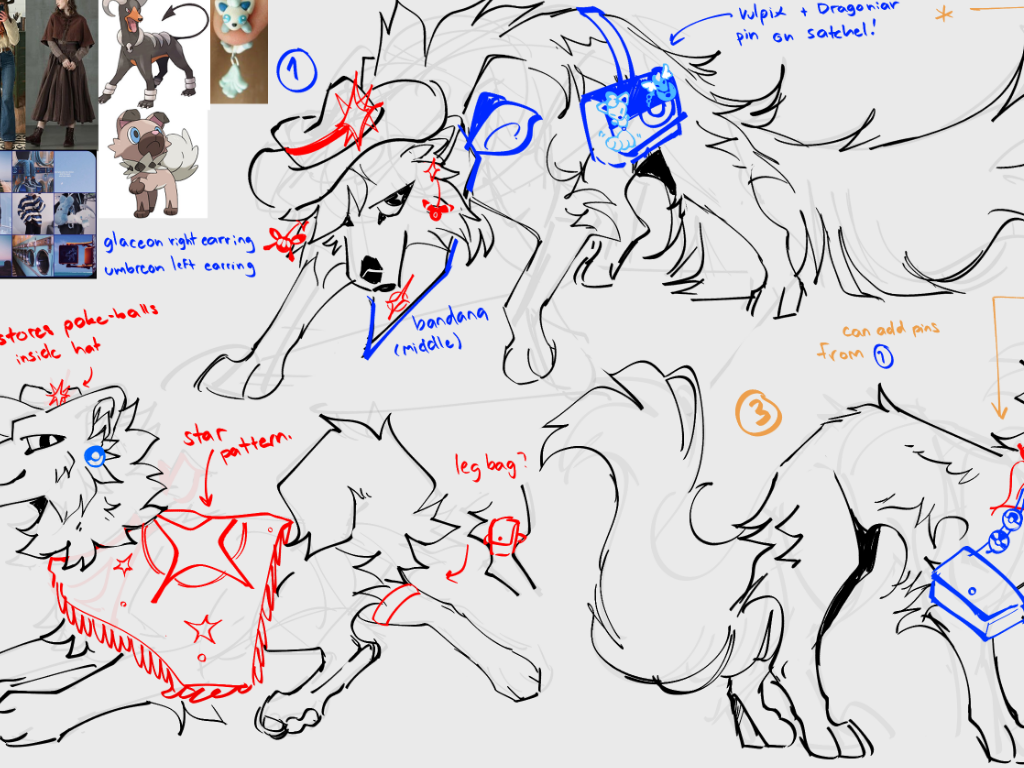 1
Vulpix + Dragonair
pin on satchel!
*
glaceon right earring
umbreon left earring
bandana
(middle)
stores poke-balls
inside hat
star
pattern.
leg bag?
3
can add pins
from 1